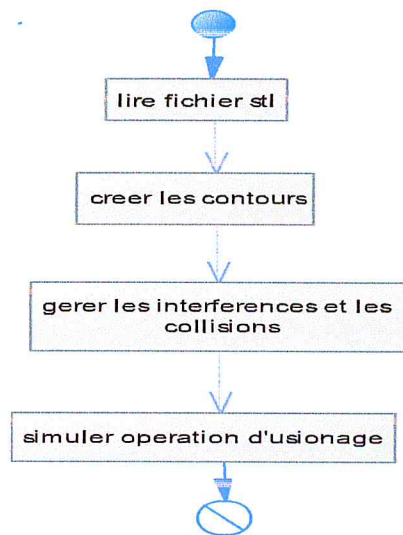 lire fichier stl
creer les contours
gerer les interferences et les
collisions
simuler operation d'usionage